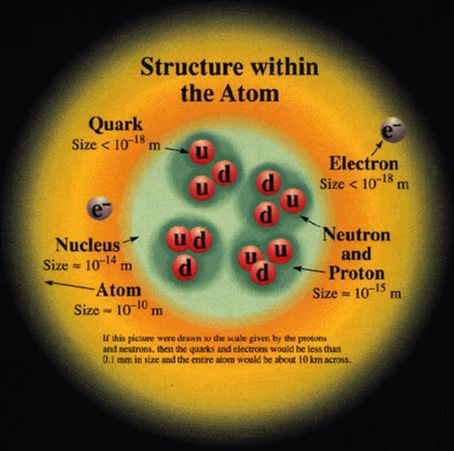 Structure within
the Atom
Quark
Size < 10⁻¹⁸ m
e⁻
Electron
Size < 10⁻¹⁸ m
u
d
u
d
u
d
e⁻
Nucleus
Size ≈ 10⁻¹⁴ m
u d
d
u
u
d
Neutron
and
Proton
Size ≈ 10⁻¹⁵ m
Atom
Size ≈ 10⁻¹⁰ m
If this picture were drawn to the scale given by the protons
and neutrons, then the quarks and electrons would be less than
0.1 mm in size and the entire atom would be about 10 km across.